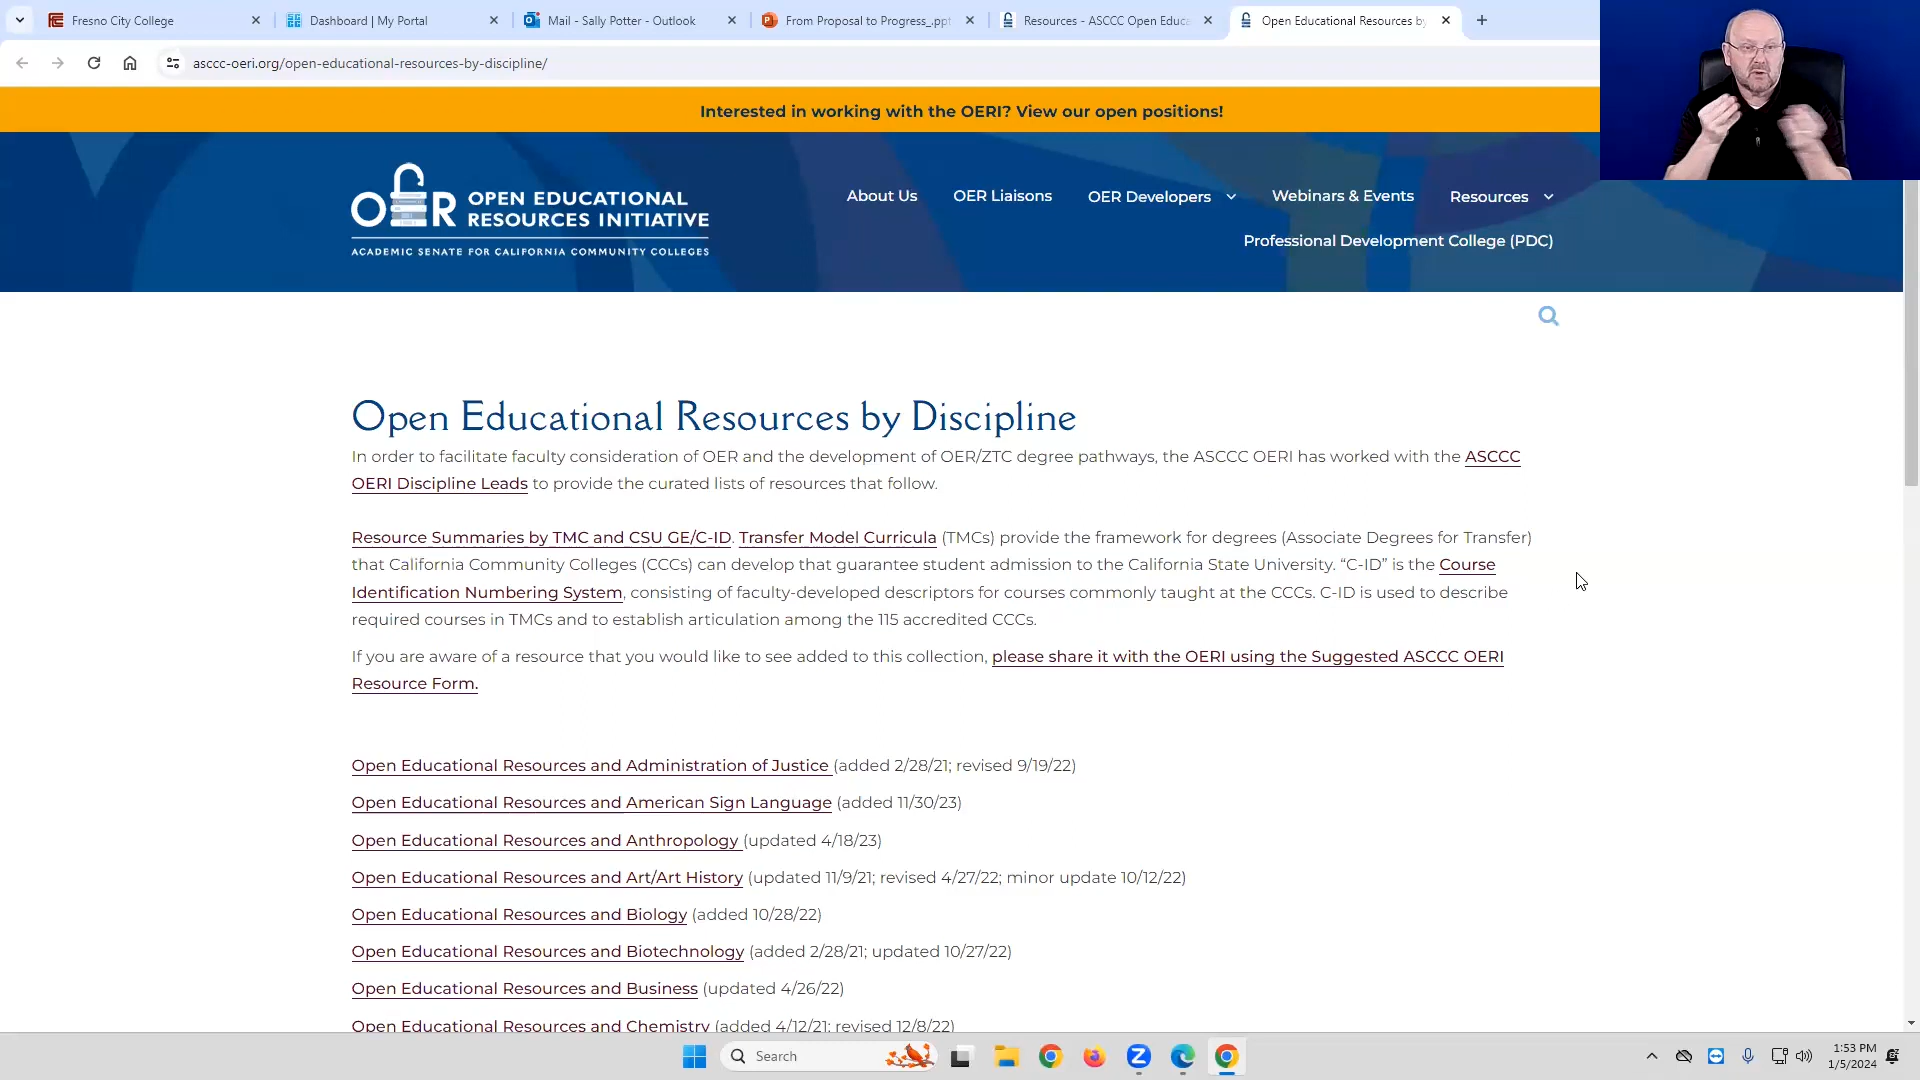 Fresno City College
Dashboard | My Portal
Mail - Sally Potter - Outlook
From Proposal to Progress_.ppt
Resources - ASCCC Open Educa
Open Educational Resources by
asccc-oeri.org/open-educational-resources-by-discipline/
Interested in working with the OERI? View our open positions!
OER OPEN EDUCATIONAL
RESOURCES INITIATIVE
ACADEMIC SENATE FOR CALIFORNIA COMMUNITY COLLEGES
About Us
OER Liaisons
OER Developers
Webinars & Events
Resources
Professional Development College (PDC)
Open Educational Resources by Discipline
In order to facilitate faculty consideration of OER and the development of OER/ZTC degree pathways, the ASCCC OERI has worked with the ASCCC
OERI Discipline Leads to provide the curated lists of resources that follow.
Resource Summaries by TMC and CSU GE/C-ID. Transfer Model Curricula (TMCs) provide the framework for degrees (Associate Degrees for Transfer)
that California Community Colleges (CCCs) can develop that guarantee student admission to the California State University. “C-ID” is the Course
Identification Numbering System, consisting of faculty-developed descriptors for courses commonly taught at the CCCs. C-ID is used to describe
required courses in TMCs and to establish articulation among the 115 accredited CCCs.
If you are aware of a resource that you would like to see added to this collection, please share it with the OERI using the Suggested ASCCC OERI
Resource Form.
Open Educational Resources and Administration of Justice (added 2/28/21; revised 9/19/22)
Open Educational Resources and American Sign Language (added 11/30/23)
Open Educational Resources and Anthropology (updated 4/18/23)
Open Educational Resources and Art/Art History (updated 11/9/21; revised 4/27/22; minor update 10/12/22)
Open Educational Resources and Biology (added 10/28/22)
Open Educational Resources and Biotechnology (added 2/28/21; updated 10/27/22)
Open Educational Resources and Business (updated 4/26/22)
Open Educational Resources and Chemistry (added 4/12/21; revised 12/8/22)
Search
1:53 PM
1/5/2024